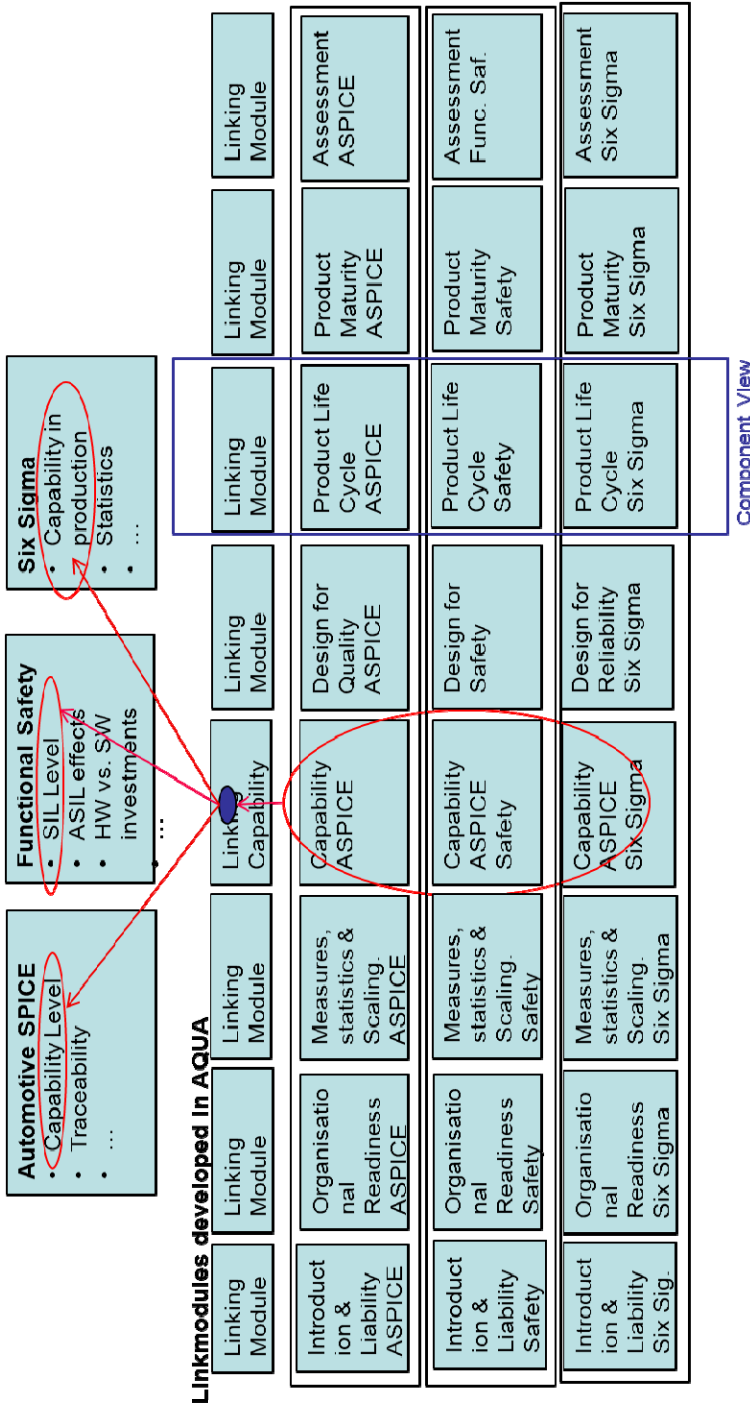 Automotive SPICE
• Capability Level
• Traceability
• …
Functional Safety
• SIL Level
• ASIL effects
• HW vs. SW
investments
• …
Six Sigma
• Capability in
production
• Statistics
• …
Linkmodules developed in AQUA
Linking
Module
Linking
Module
Linking
Module
Linking
Capability
Linking
Module
Linking
Module
Linking
Module
Linking
Module
Introduct
ion &
Liability
ASPICE
Organisatio
nal
Readiness
ASPICE
Measures,
statistics &
Scaling.
ASPICE
Capability
ASPICE
Design for
Quality
ASPICE
Product Life
Cycle
ASPICE
Product
Maturity
ASPICE
Assessment
ASPICE
Introduct
ion &
Liability
Safety
Organisatio
nal
Readiness
Safety
Measures,
statistics &
Scaling.
Safety
Capability
ASPICE
Safety
Design for
Safety
Product Life
Cycle
Safety
Product
Maturity
Safety
Assessment
Func. Saf.
Introduct
ion &
Liability
Six Sig.
Organisatio
nal
Readiness
Six Sigma
Measures,
statistics &
Scaling.
Six Sigma
Capability
ASPICE
Six Sigma
Design for
Reliability
Six Sigma
Product Life
Cycle
Six Sigma
Product
Maturity
Six Sigma
Assessment
Six Sigma
Component View